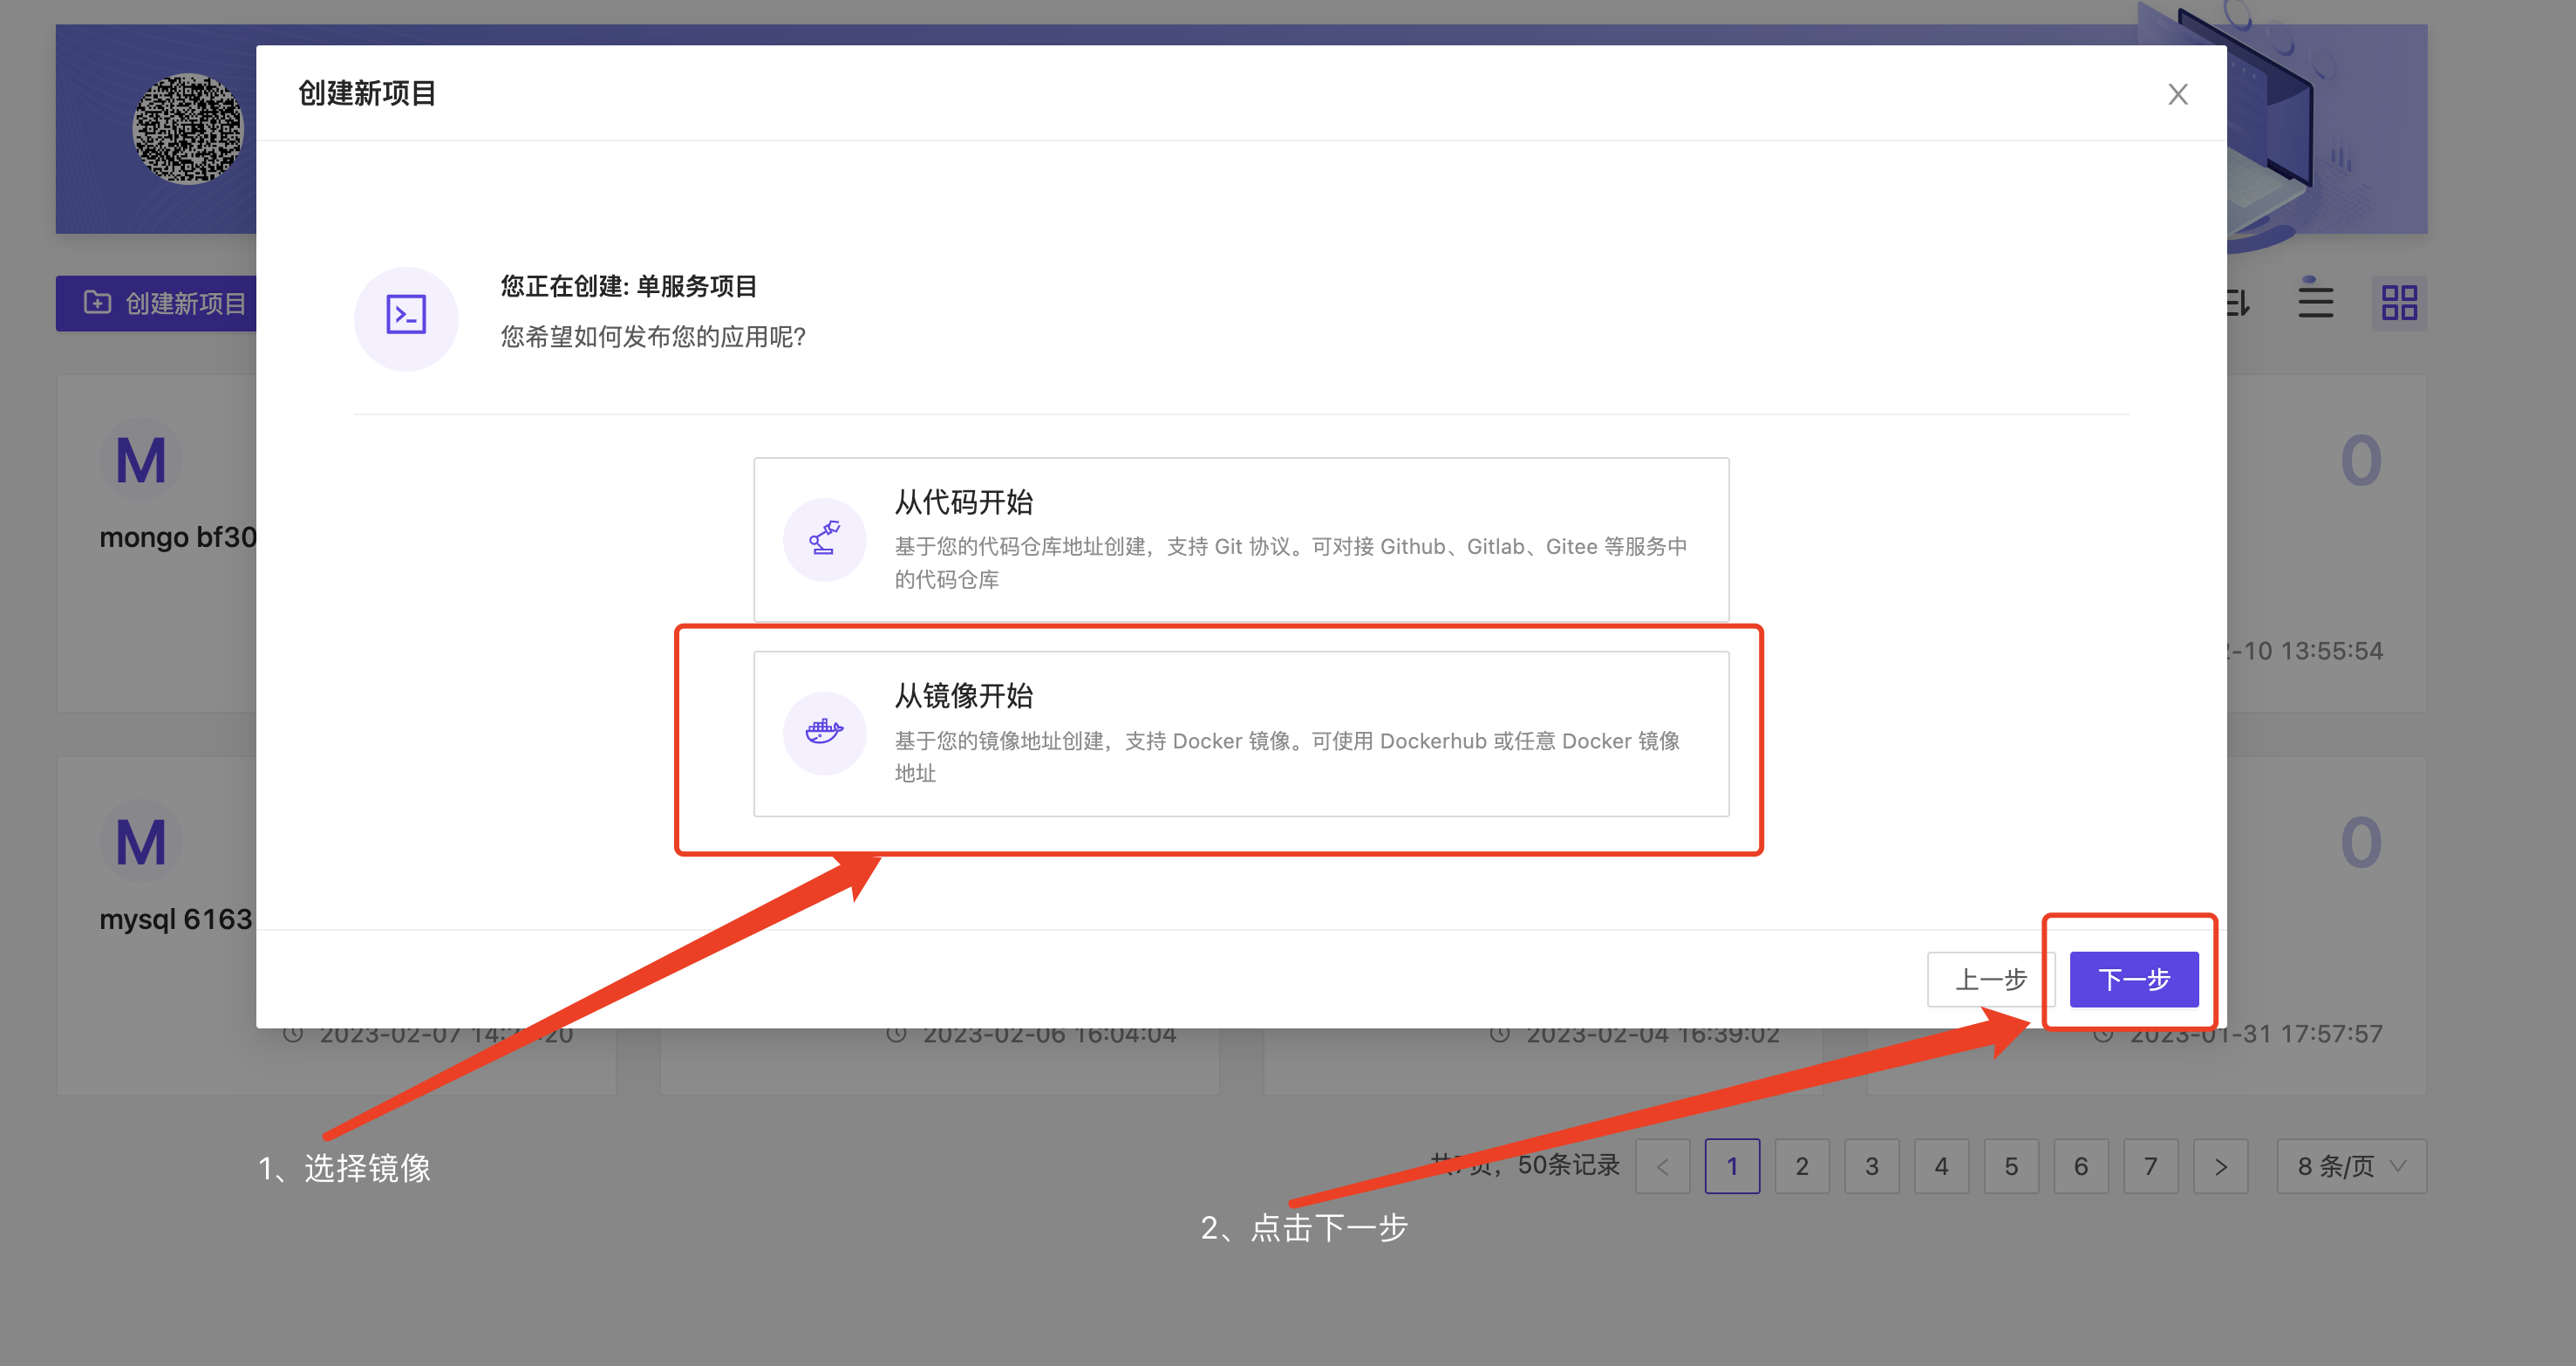 创建新项目
X
您正在创建: 单服务项目
您希望如何发布您的应用呢?
创建新项目
从代码开始
基于您的代码仓库地址创建，支持 Git 协议。可对接 Github、Gitlab、Gitee 等服务中
的代码仓库
M
0
mongo bf30
从镜像开始
基于您的镜像地址创建，支持 Docker 镜像。可使用 Dockerhub 或任意 Docker 镜像
地址
-10 13:55:54
M
0
mysql 6163
上一步
下一步
2023-02-06 16:04:04
2023-02-04 16:39:02
2023-01-31 17:57:57
1、选择镜像
共7页，50条记录
<
1
2
3
4
5
6
7
>
8 条/页
2、点击下一步